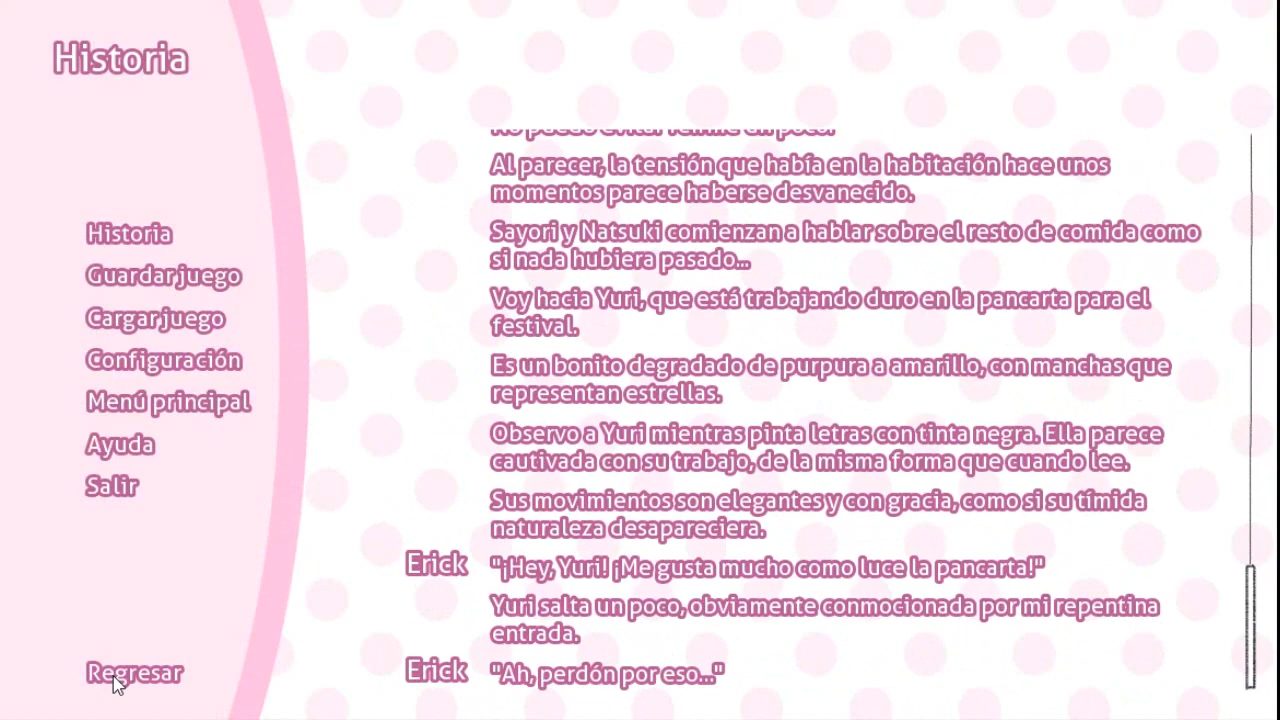 Historia
Historia
Guardar juego
Cargar juego
Configuración
Menú principal
Ayuda
Salir
Regresar
No puedo evitar reírme un poco.
Al parecer, la tensión que había en la habitación hace unos
momentos parece haberse desvanecido.
Sayori y Natsuki comienzan a hablar sobre el resto de comida como
si nada hubiera pasado...
Voy hacia Yuri, que está trabajando duro en la pancarta para el
festival.
Es un bonito degradado de purpura a amarillo, con manchas que
representan estrellas.
Observo a Yuri mientras pinta letras con tinta negra. Ella parece
cautivada con su trabajo, de la misma forma que cuando lee.
Sus movimientos son elegantes y con gracia, como si su tímida
naturaleza desapareciera.
Erick "¡Hey, Yuri! ¡Me gusta mucho como luce la pancarta!"
Yuri salta un poco, obviamente conmocionada por mi repentina
entrada.
Erick "Ah, perdón por eso..."